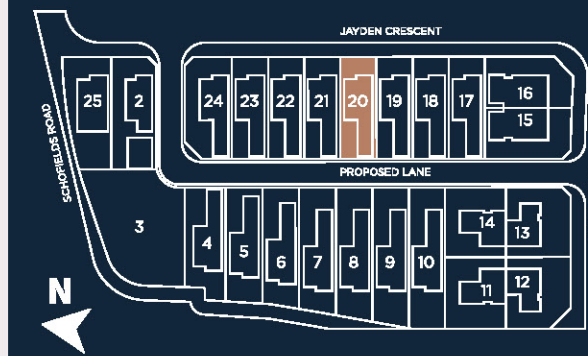 JAYDEN CRESCENT
25 2 24 23 22 21 20 19 18 17 16
15
SCHOFIELDS ROAD
PROPOSED LANE
3 4 5 6 7 8 9 10 14 13
11 12
N